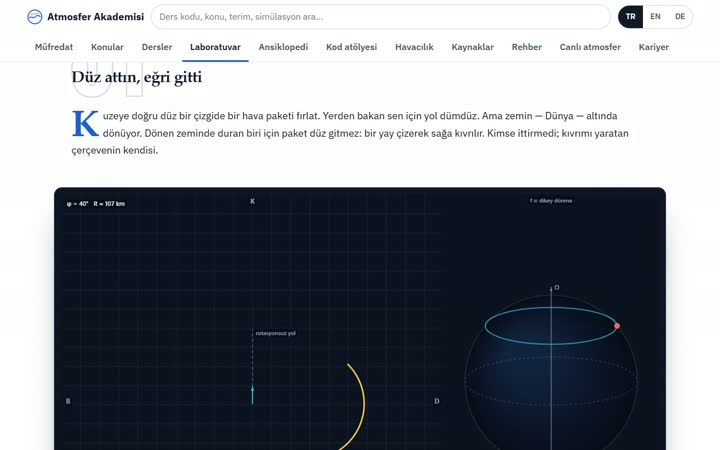 Atmosfer Akademisi
Ders kodu, konu, terim, simülasyon ara...
TR EN DE
Müfredat Konular Dersler Laboratuvar Ansiklopedi Kod atölyesi Havacılık Kaynaklar Rehber Canlı atmosfer Kariyer
01
Düz attın, eğri gitti
Kuzeye doğru düz bir çizgide bir hava paketi fırlat. Yerden bakan sen için yol dümdüz. Ama zemin — Dünya — altında
dönüyor. Dönen zeminde duran biri için paket düz gitmez: bir yay çizerek sağa kıvrılır. Kimse ittirmedi; kıvrımı yaratan
çerçevenin kendisi.
φ = 40° R = 107 km
K
f ∝ dikey dönme
Ω
rotasyonsuz yol
B
D